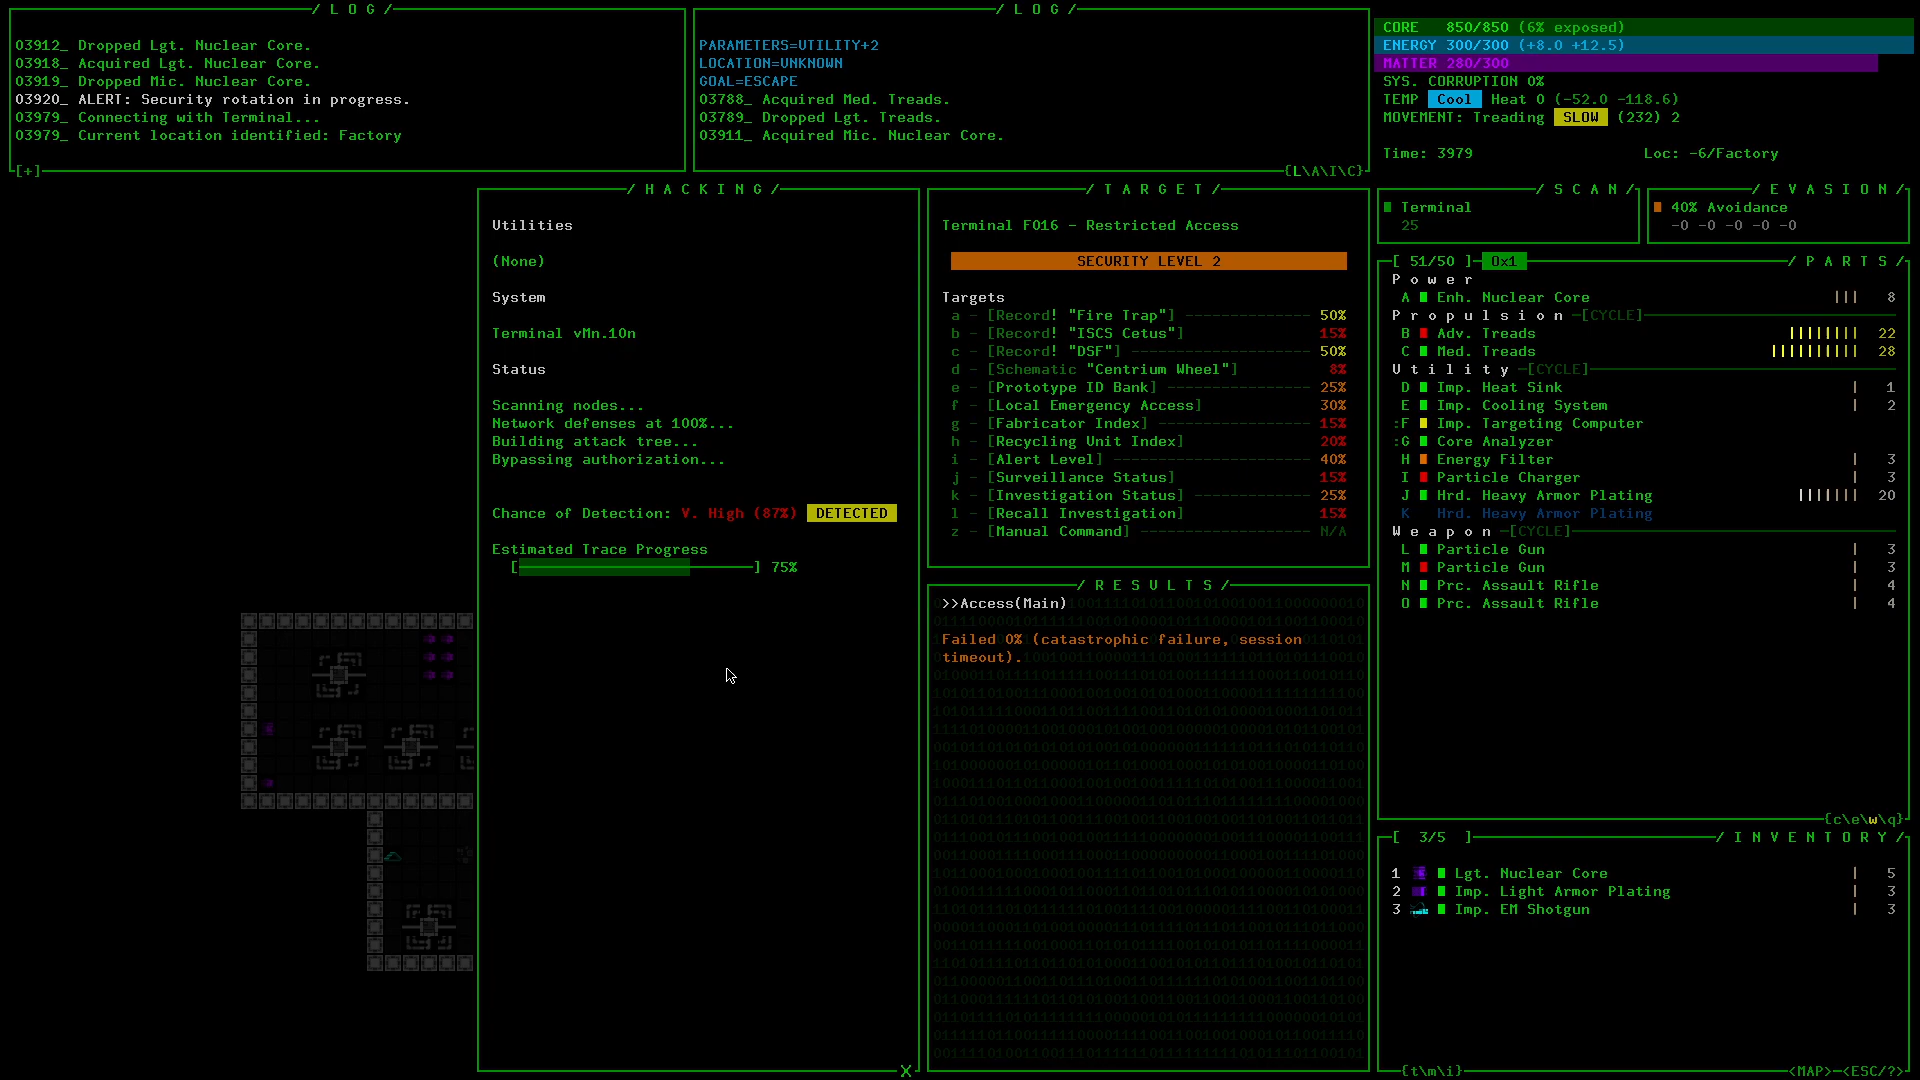 / L O G /
03912_ Dropped Lgt. Nuclear Core.
03918_ Acquired Lgt. Nuclear Core.
03919_ Dropped Mic. Nuclear Core.
03920_ ALERT: Security rotation in progress.
03979_ Connecting with Terminal...
03979_ Current location identified: Factory
[+]
/ L O G /
PARAMETERS=UTILITY+2
LOCATION=UNKNOWN
GOAL=ESCAPE
03788_ Acquired Med. Treads.
03789_ Dropped Lgt. Treads.
03911_ Acquired Mic. Nuclear Core.
{L\A\I\C}
CORE 850/850 (6% exposed)
ENERGY 300/300 (+8.0 +12.5)
MATTER 280/300
SYS. CORRUPTION 0%
TEMP Cool Heat 0 (-52.0 -118.6)
MOVEMENT: Treading SLOW (232) 2
Time: 3979 Loc: -6/Factory
/ H A C K I N G /
Utilities
(None)
System
Terminal vMn.10n
Status
Scanning nodes...
Network defenses at 100%...
Building attack tree...
Bypassing authorization...
Chance of Detection: V. High (87%) DETECTED
Estimated Trace Progress
[ ] 75%
X
/ T A R G E T /
Terminal F016 - Restricted Access
SECURITY LEVEL 2
Targets
a - [Record! "Fire Trap"] 50%
b - [Record! "ISCS Cetus"] 15%
c - [Record! "DSF"] 50%
d - [Schematic "Centrium Wheel"] 8%
e - [Prototype ID Bank] 25%
f - [Local Emergency Access] 30%
g - [Fabricator Index] 15%
h - [Recycling Unit Index] 20%
i - [Alert Level] 40%
j - [Surveillance Status] 15%
k - [Investigation Status] 25%
l - [Recall Investigation] 15%
z - [Manual Command] N/A
/ R E S U L T S /
>>Access(Main)
Failed 0% (catastrophic failure, session
timeout).
/ S C A N /
Terminal
25
/ E V A S I O N /
40% Avoidance
-0 -0 -0 -0 -0
[ 51/50 ] 0x1 / P A R T S /
P o w e r
A Enh. Nuclear Core 8
P r o p u l s i o n [CYCLE]
B Adv. Treads 22
C Med. Treads 28
U t i l i t y [CYCLE]
D Imp. Heat Sink 1
E Imp. Cooling System 2
:F Imp. Targeting Computer
:G Core Analyzer
H Energy Filter 3
I Particle Charger 3
J Hrd. Heavy Armor Plating 20
K Hrd. Heavy Armor Plating
W e a p o n [CYCLE]
L Particle Gun 3
M Particle Gun 3
N Prc. Assault Rifle 4
O Prc. Assault Rifle 4
{c\e\w\q}
[ 3/5 ] / I N V E N T O R Y /
1 Lgt. Nuclear Core 5
2 Imp. Light Armor Plating 3
3 Imp. EM Shotgun 3
{t\m\i} <MAP> <ESC/?>